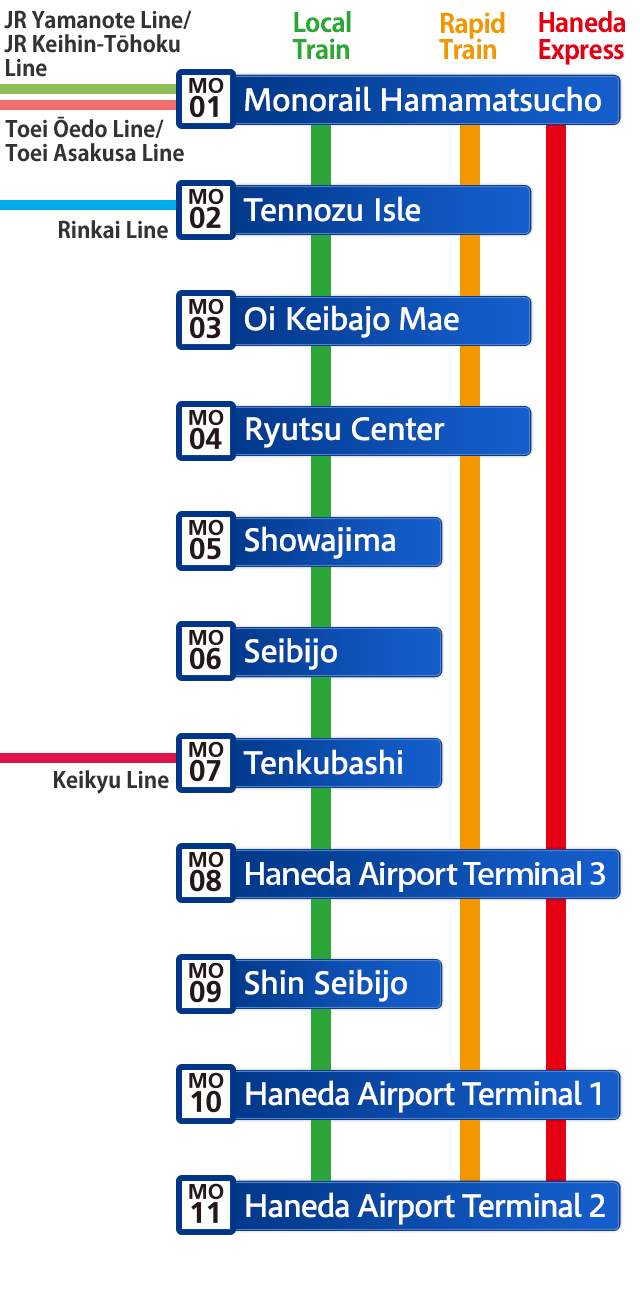 JR Yamanote Line/
JR Keihin-Tōhoku
Line
Local
Train
Rapid
Train
Haneda
Express
MO
01
Monorail Hamamatsucho
Toei Ōedo Line/
Toei Asakusa Line
MO
02
Tennozu Isle
Rinkai Line
MO
03
Oi Keibajo Mae
MO
04
Ryutsu Center
MO
05
Showajima
MO
06
Seibijo
MO
07
Tenkubashi
Keikyu Line
MO
08
Haneda Airport Terminal 3
MO
09
Shin Seibijo
MO
10
Haneda Airport Terminal 1
MO
11
Haneda Airport Terminal 2